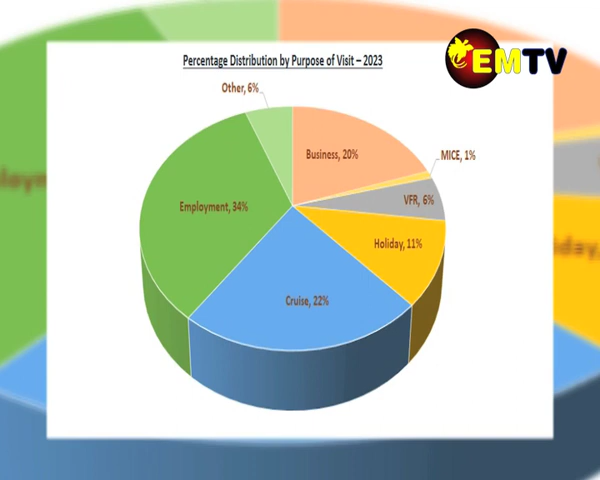 Percentage Distribution by Purpose of Visit – 2023
EMTV
Other, 6%
Business, 20%
MICE, 1%
VFR, 6%
Employment, 34%
Holiday, 11%
Cruise, 22%